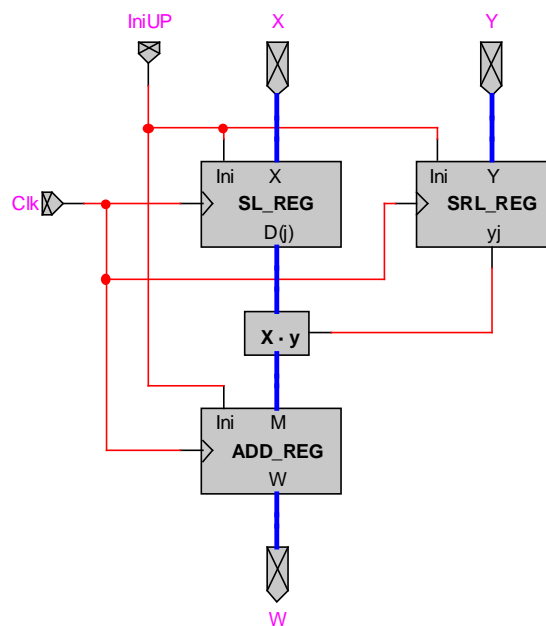 IniUP X Y
Ini X Ini Y
Clk SL_REG SRL_REG
D(j) yj
X · y
Ini M
ADD_REG
W
W